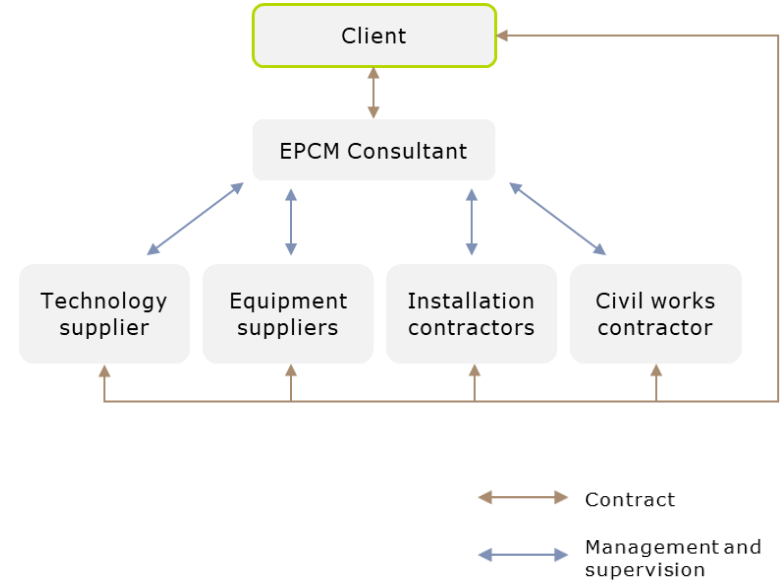 Client
EPCM Consultant
Technology
supplier
Equipment
suppliers
Installation
contractors
Civil works
contractor
Contract
Management and
supervision